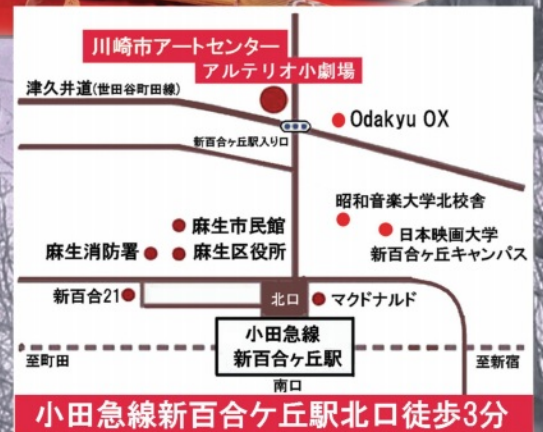 川崎市アートセンター
アルテリオ小劇場
津久井道(世田谷町田線)
Odakyu OX
新百合ヶ丘駅入り口
昭和音楽大学北校舎
麻生市民館
日本映画大学
新百合ヶ丘キャンパス
麻生消防署
麻生区役所
新百合21
北口
マクドナルド
小田急線
新百合ヶ丘駅
至町田
至新宿
南口
小田急線新百合ケ丘駅北口徒歩3分